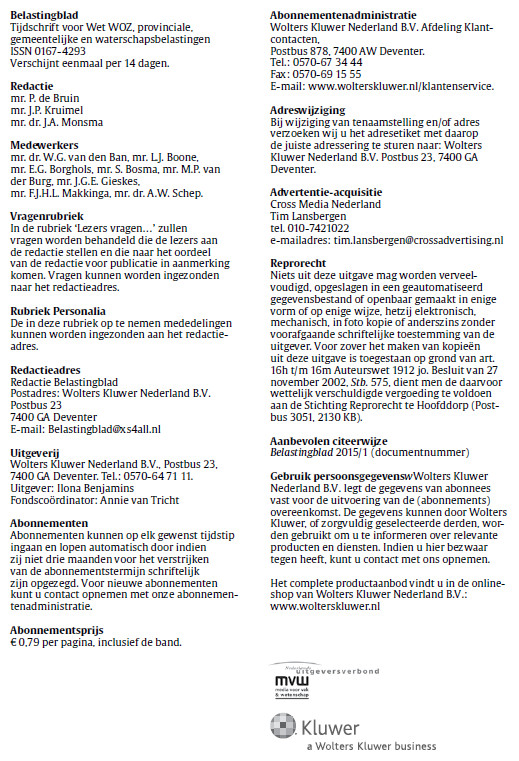 Belastingblad
Tijdschrift voor Wet WOZ, provinciale,
gemeentelijke en waterschapsbelastingen
ISSN 0167-4293
Verschijnt eenmaal per 14 dagen.
Redactie
mr. P. de Bruin
mr. J.P. Kruimel
mr. dr. J.A. Monsma
Medewerkers
mr. dr. W.G. van den Ban, mr. L.J. Boone,
mr. E.G. Borghols, mr. S. Bosma, mr. M.P. van
der Burg, mr. J.G.E. Gieskes,
mr. F.J.H.L. Makkinga, mr. dr. A.W. Schep.
Vragenrubriek
In de rubriek ‘Lezers vragen…’ zullen
vragen worden behandeld die de lezers aan
de redactie stellen en die naar het oordeel
van de redactie voor publicatie in aanmerking
komen. Vragen kunnen worden ingezonden
naar het redactieadres.
Rubriek Personalia
De in deze rubriek op te nemen mededelingen
kunnen worden ingezonden aan het redactie-
adres.
Redactieadres
Redactie Belastingblad
Postadres: Wolters Kluwer Nederland B.V.
Postbus 23
7400 GA Deventer
E-mail: Belastingblad@xs4all.nl
Uitgeverij
Wolters Kluwer Nederland B.V., Postbus 23,
7400 GA Deventer. Tel.: 0570-64 71 11.
Uitgever: Ilona Benjamins
Fondscoördinator: Annie van Tricht
Abonnementen
Abonnementen kunnen op elk gewenst tijdstip
ingaan en lopen automatisch door indien
zij niet drie maanden voor het verstrijken
van de abonnementstermijn schriftelijk
zijn opgezegd. Voor nieuwe abonnementen
kunt u contact opnemen met onze abonnemen-
tenadministratie.
Abonnementsprijs
€ 0,79 per pagina, inclusief de band.
Abonnementenadministratie
Wolters Kluwer Nederland B.V. Afdeling Klant-
contacten,
Postbus 878, 7400 AW Deventer.
Tel.: 0570-67 34 44
Fax: 0570-69 15 55
E-mail: www.wolterskluwer.nl/klantenservice.
Adreswijziging
Bij wijziging van tenaamstelling en/of adres
verzoeken wij u het adresetiket met daarop
de juiste adressering te sturen naar: Wolters
Kluwer Nederland B.V. Postbus 23, 7400 GA
Deventer.
Advertentie-acquisitie
Cross Media Nederland
Tim Lansbergen
tel. 010-7421022
e-mailadres: tim.lansbergen@crossadvertising.nl
Reprorecht
Niets uit deze uitgave mag worden verveel-
voudigd, opgeslagen in een geautomatiseerd
gegevensbestand of openbaar gemaakt in enige
vorm of op enige wijze, hetzij elektronisch,
mechanisch, in foto kopie of anderszins zonder
voorafgaande schriftelijke toestemming van de
uitgever. Voor zover het maken van kopieën
uit deze uitgave is toegestaan op grond van art.
16h t/m 16m Auteurswet 1912 jo. Besluit van 27
november 2002, Stb. 575, dient men de daarvoor
wettelijk verschuldigde vergoeding te voldoen
aan de Stichting Reprorecht te Hoofddorp (Post-
bus 3051, 2130 KB).
Aanbevolen citeerwijze
Belastingblad 2015/1 (documentnummer)
Gebruik persoonsgegevenswWolters Kluwer
Nederland B.V. legt de gegevens van abonnees
vast voor de uitvoering van de (abonnements)
overeenkomst. De gegevens kunnen door Wolters
Kluwer, of zorgvuldig geselecteerde derden, wor-
den gebruikt om u te informeren over relevante
producten en diensten. Indien u hier bezwaar
tegen heeft, kunt u contact met ons opnemen.
Het complete productaanbod vindt u in de online-
shop van Wolters Kluwer Nederland B.V.:
www.wolterskluwer.nl
Nederlands
uitgeversverbond
mvw
media voor vak
& wetenschap
Kluwer
a Wolters Kluwer business